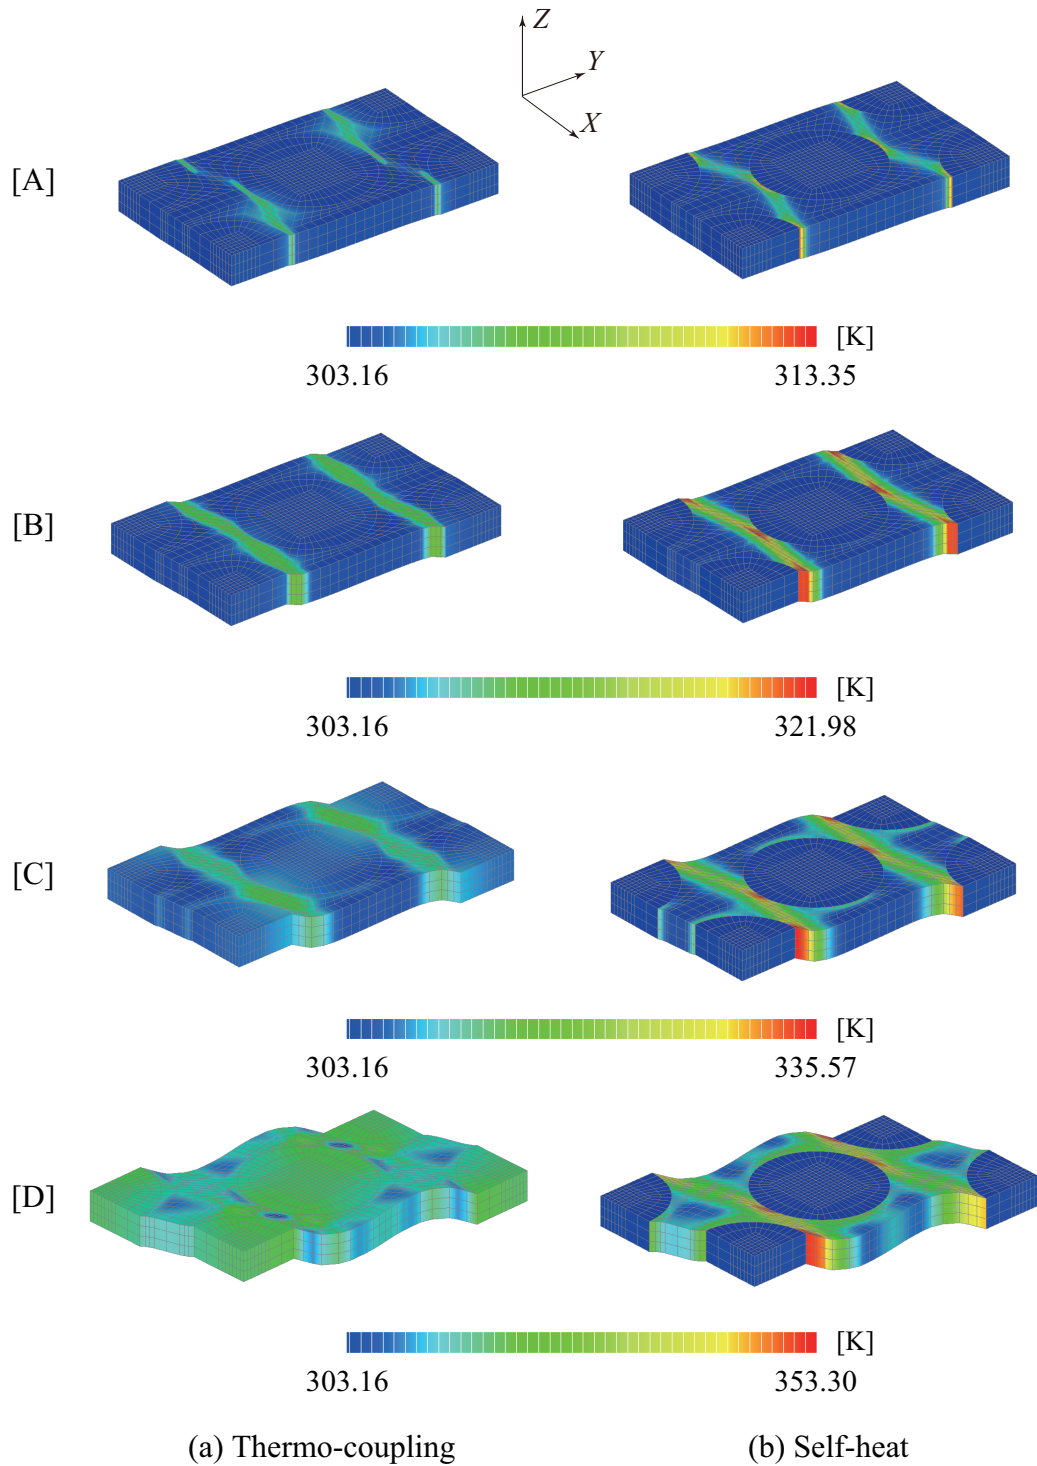 Z
Y
X
[A]
[K]
303.16 313.35
[B]
[K]
303.16 321.98
[C]
[K]
303.16 335.57
[D]
[K]
303.16 353.30
(a) Thermo-coupling (b) Self-heat